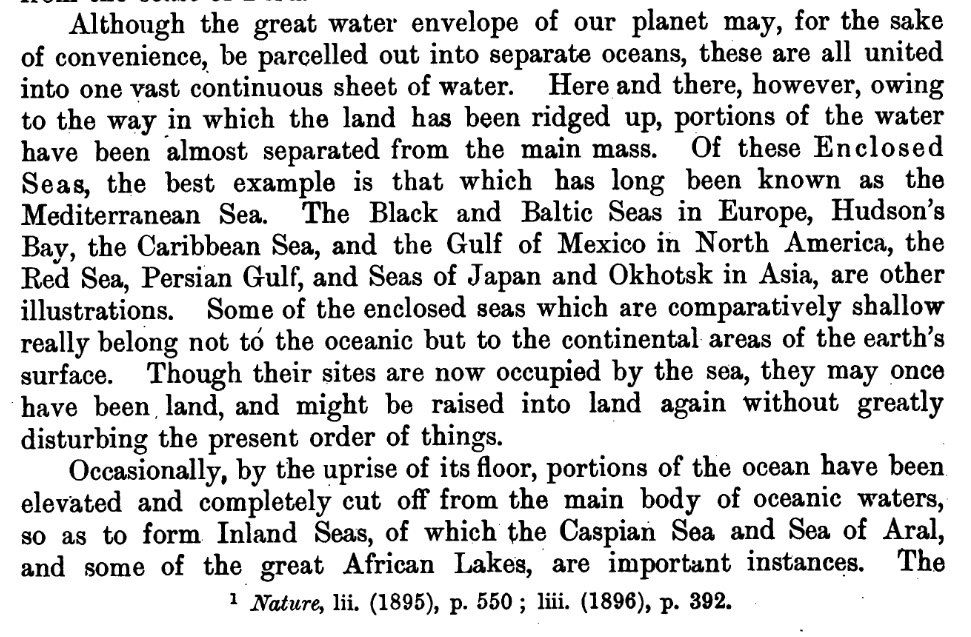 Although the great water envelope of our planet may, for the sake
of convenience, be parcelled out into separate oceans, these are all united
into one vast continuous sheet of water. Here and there, however, owing
to the way in which the land has been ridged up, portions of the water
have been almost separated from the main mass. Of these Enclosed
Seas, the best example is that which has long been known as the
Mediterranean Sea. The Black and Baltic Seas in Europe, Hudson's
Bay, the Caribbean Sea, and the Gulf of Mexico in North America, the
Red Sea, Persian Gulf, and Seas of Japan and Okhotsk in Asia, are other
illustrations. Some of the enclosed seas which are comparatively shallow
really belong not to the oceanic but to the continental areas of the earth's
surface. Though their sites are now occupied by the sea, they may once
have been land, and might be raised into land again without greatly
disturbing the present order of things.
Occasionally, by the uprise of its floor, portions of the ocean have been
elevated and completely cut off from the main body of oceanic waters,
so as to form Inland Seas, of which the Caspian Sea and Sea of Aral,
and some of the great African Lakes, are important instances. The
¹ Nature, lii. (1895), p. 550 ; liii. (1896), p. 392.